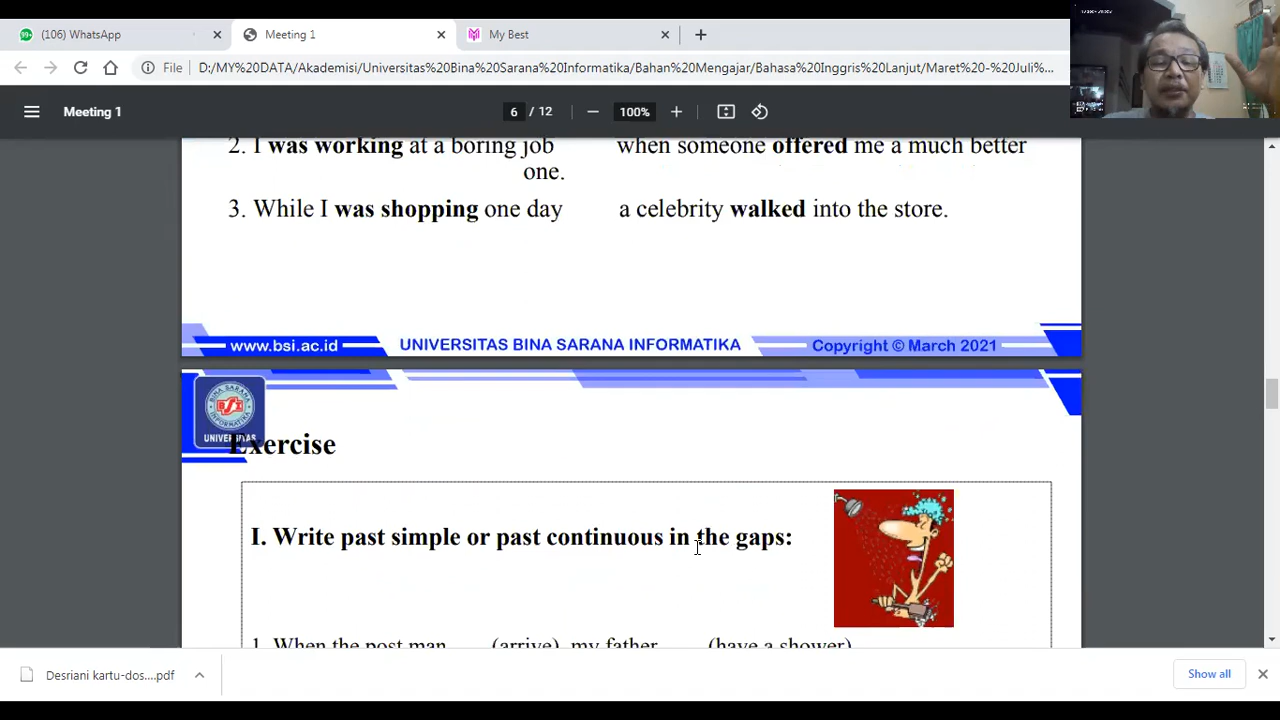 (106) WhatsApp
Meeting 1
My Best
File
D:/MY%20DATA/Akademisi/Universitas%20Bina%20Sarana%20Informatika/Bahan%20Mengajar/Bahasa%20Inggris%20Lanjut/Maret%20-%20Juli%...
Meeting 1
6 / 12
100%
2. I was working at a boring job when someone offered me a much better
one.
3. While I was shopping one day a celebrity walked into the store.
www.bsi.ac.id
UNIVERSITAS BINA SARANA INFORMATIKA
Copyright © March 2021
BINA SARANA
BSI
UNIVERSITAS
Exercise
I. Write past simple or past continuous in the gaps:
1. When the post man (arrive) my father (have a shower)
Desriani kartu-dos....pdf
Show all